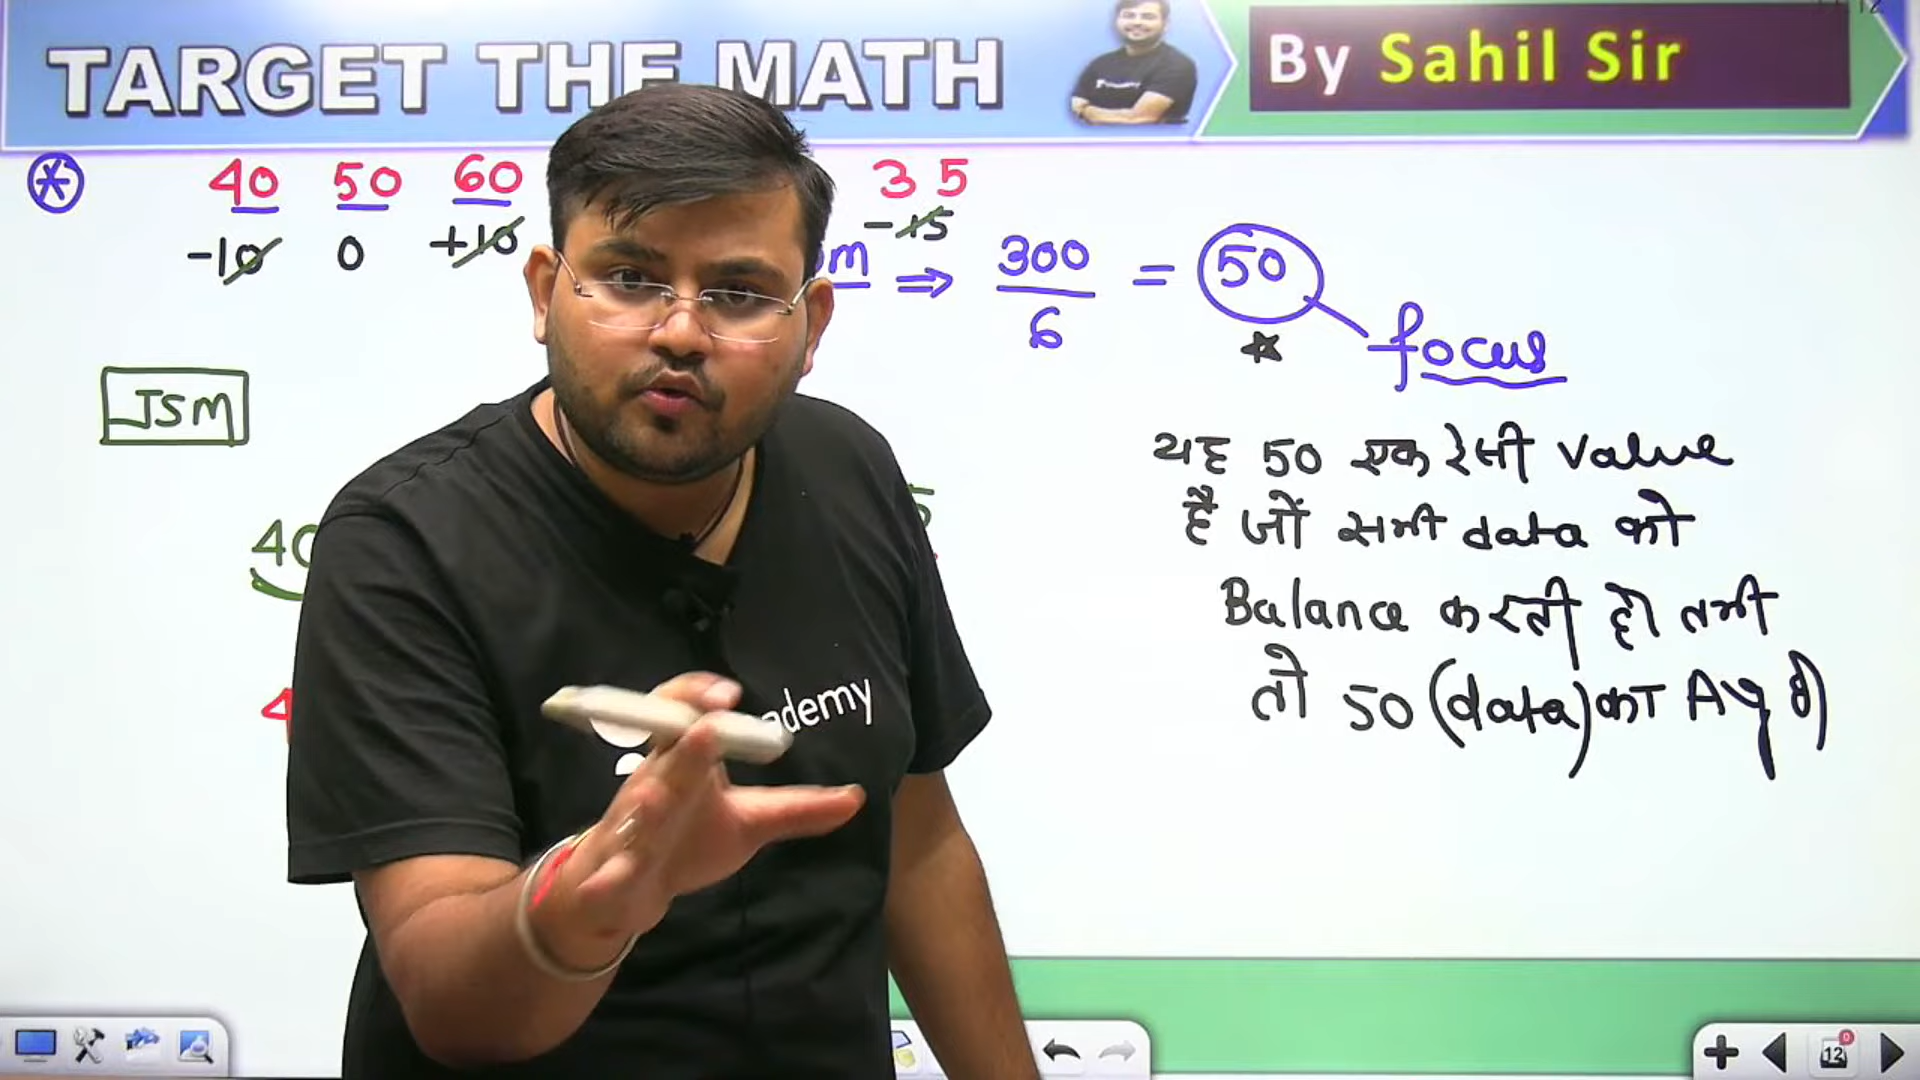 TARGET THE MATH
By Sahil Sir
40 50 60 35
-10 0 +10 -15
300
6
= 50
focus
JSM
यह 50 एक ऐसी value
है जो सभी data को
Balance करती हो तभी
तो 50 (data) का Avg है
ademy
12